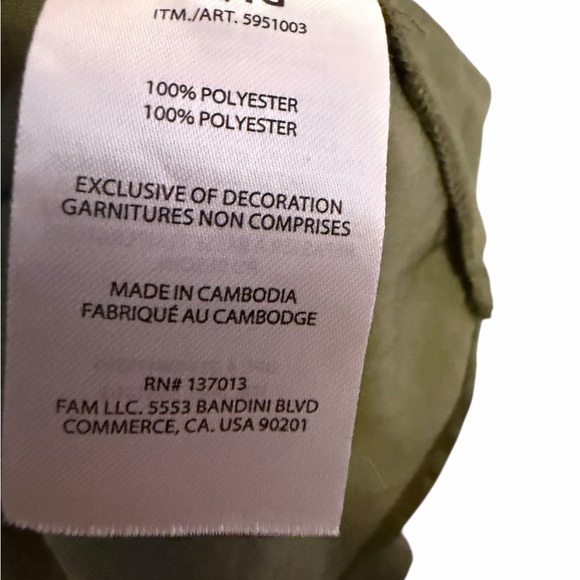 ITM./ART. 5951003
100% POLYESTER
100% POLYESTER
EXCLUSIVE OF DECORATION
GARNITURES NON COMPRISES
MADE IN CAMBODIA
FABRIQUÉ AU CAMBODGE
RN# 137013
FAM LLC. 5553 BANDINI BLVD
COMMERCE, CA. USA 90201